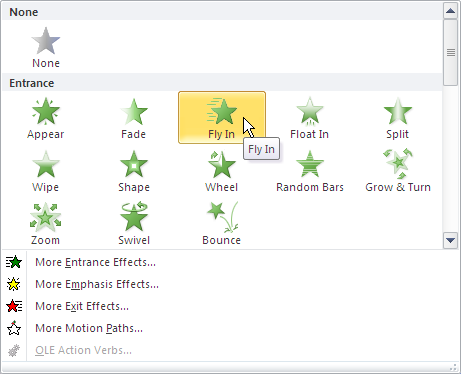 None
None
Entrance
Appear Fade Fly In Float In Split
Fly In
Wipe Shape Wheel Random Bars Grow & Turn
Zoom Swivel Bounce
More Entrance Effects...
More Emphasis Effects...
More Exit Effects...
More Motion Paths...
OLE Action Verbs...